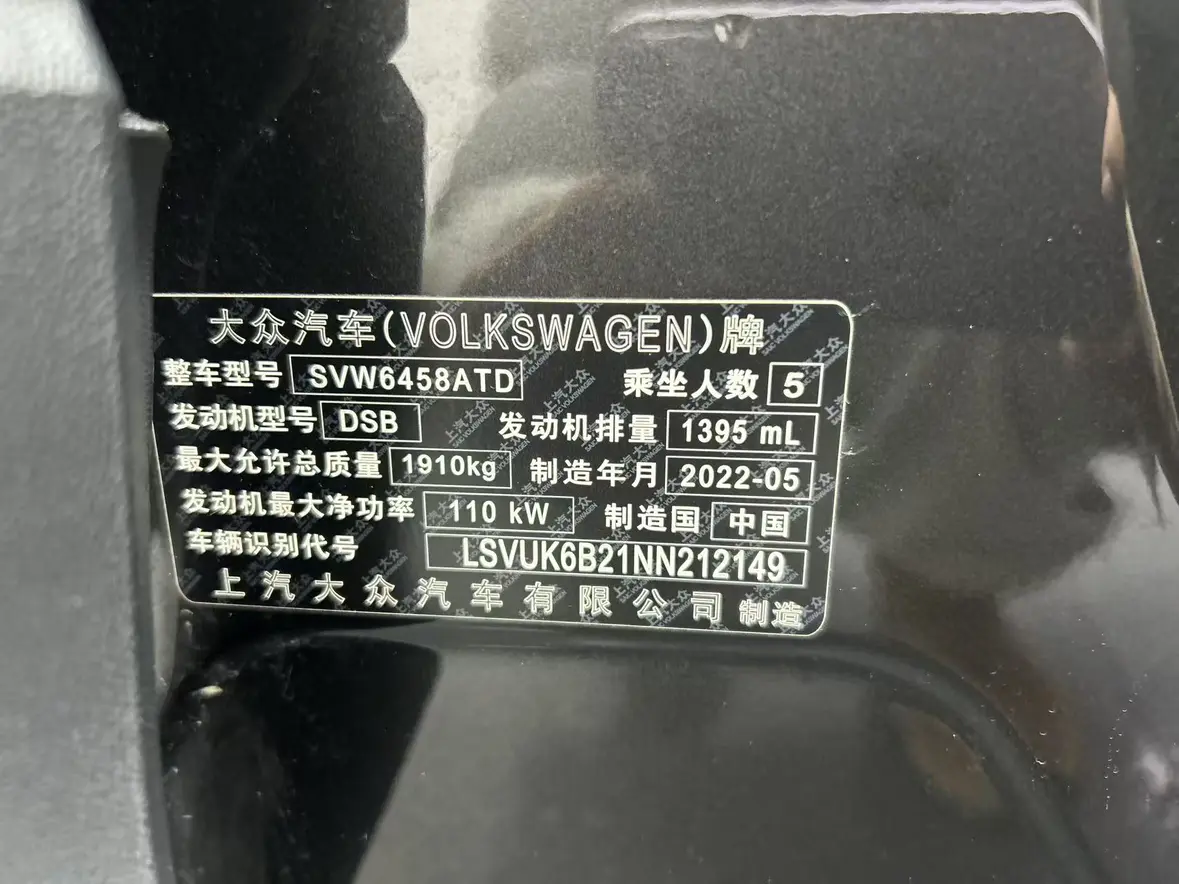 大众汽车(VOLKSWAGEN)牌
整车型号 SVW6458ATD 乘坐人数 5
发动机型号 DSB 发动机排量 1395 mL
最大允许总质量 1910kg 制造年月 2022-05
发动机最大净功率 110 kW 制造国 中国
车辆识别代号 LSVUK6B21NN212149
上汽大众汽车有限公司 制造